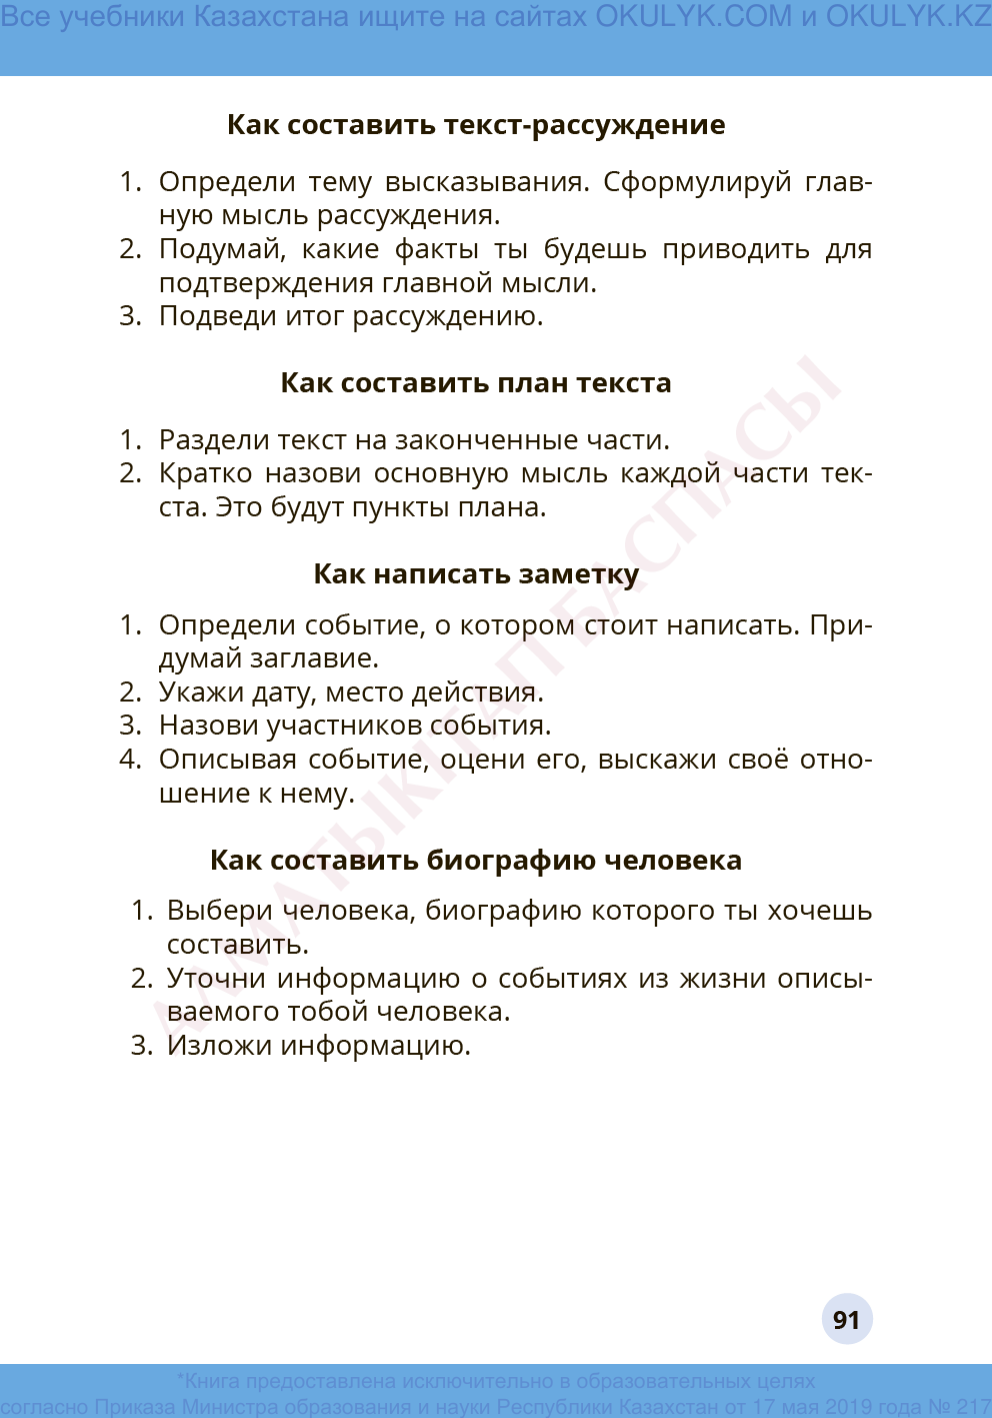 Все учебники Казахстана ищите на сайтах OKULYK.COM и OKULYK.KZ
Как составить текст-рассуждение
1. Определи тему высказывания. Сформулируй глав-
ную мысль рассуждения.
2. Подумай, какие факты ты будешь приводить для
подтверждения главной мысли.
3. Подведи итог рассуждению.
Как составить план текста
1. Раздели текст на законченные части.
2. Кратко назови основную мысль каждой части тек-
ста. Это будут пункты плана.
Как написать заметку
1. Определи событие, о котором стоит написать. При-
думай заглавие.
2. Укажи дату, место действия.
3. Назови участников события.
4. Описывая событие, оцени его, выскажи своё отно-
шение к нему.
Как составить биографию человека
1. Выбери человека, биографию которого ты хочешь
составить.
2. Уточни информацию о событиях из жизни описы-
ваемого тобой человека.
3. Изложи информацию.
АЛМАТЫКІТАП БАСПАСЫ
91
*Книга предоставлена исключительно в образовательных целях
согласно Приказа Министра образования и науки Республики Казахстан от 17 мая 2019 года № 217